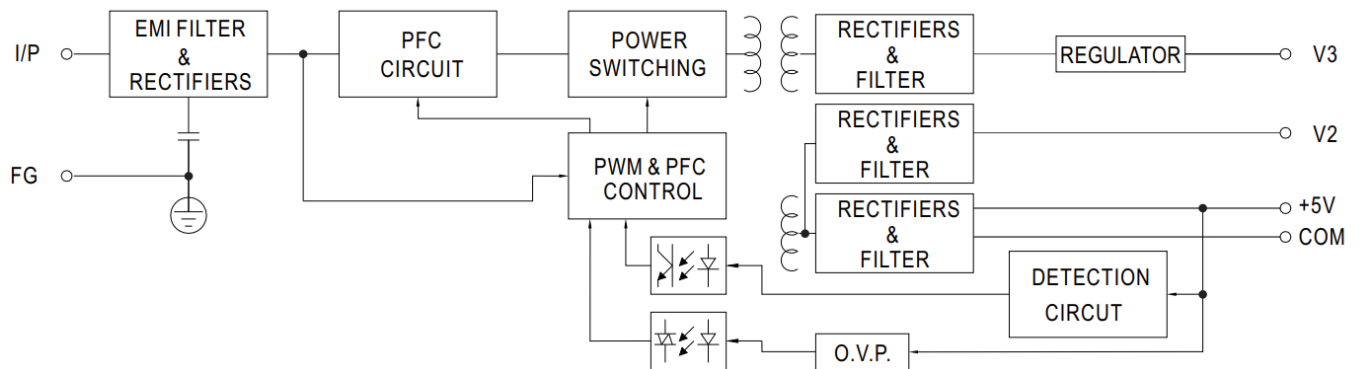 I/P
EMI FILTER
&
RECTIFIERS
PFC
CIRCUIT
POWER
SWITCHING
RECTIFIERS
&
FILTER
REGULATOR
V3
RECTIFIERS
&
FILTER
V2
FG
PWM & PFC
CONTROL
RECTIFIERS
&
FILTER
+5V
COM
DETECTION
CIRCUT
O.V.P.